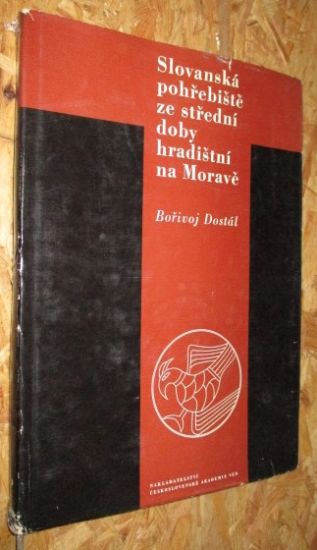 Slovanská
pohřebiště
ze střední
doby
hradištní
na Moravě
Bořivoj Dostál
NAKLADATELSTVÍ
ČESKOSLOVENSKÉ AKADEMIE VĚD